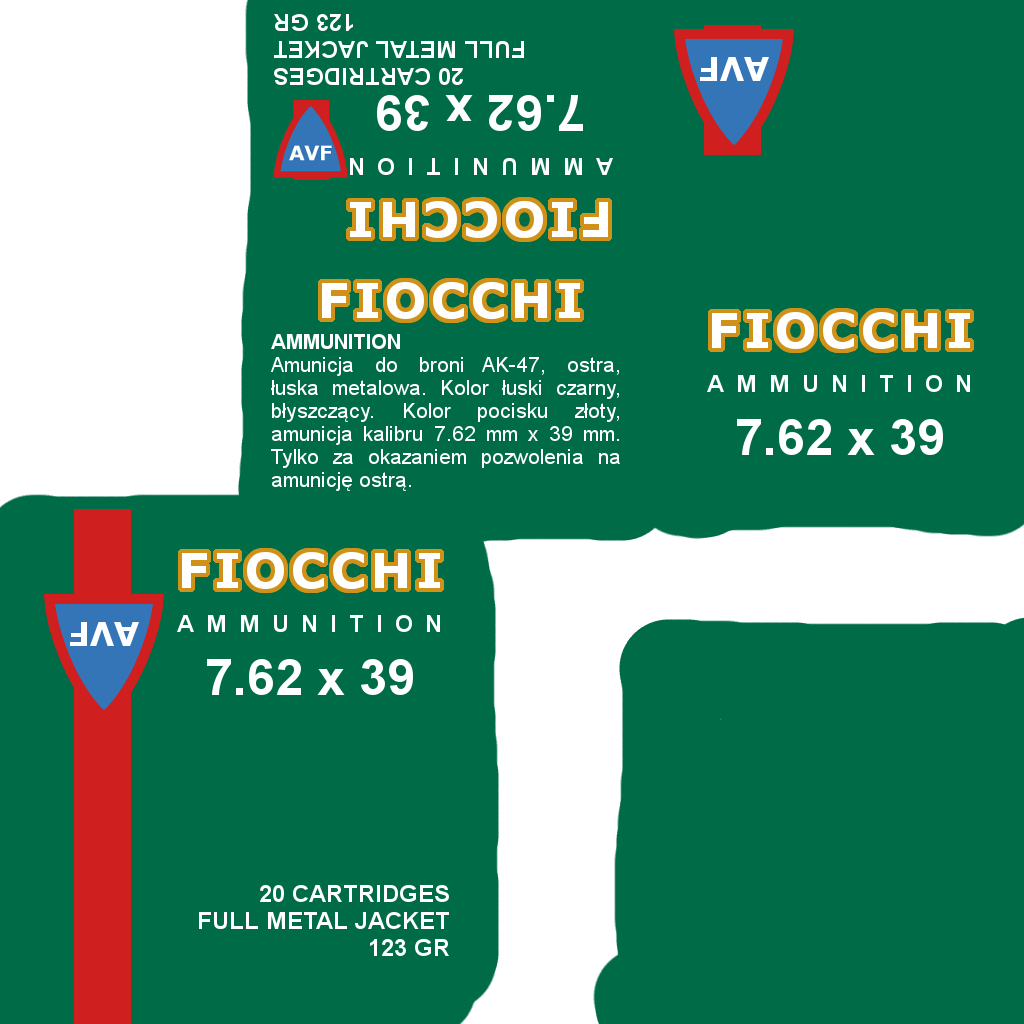 123 GR
FULL METAL JACKET
20 CARTRIDGES
7.62 x 39
AVF
AMMUNITION
FIOCCHI
AVF
FIOCCHI
AMMUNITION
Amunicja do broni AK-47, ostra,
łuska metalowa. Kolor łuski czarny,
błyszczący. Kolor pocisku złoty,
amunicja kalibru 7.62 mm x 39 mm.
Tylko za okazaniem pozwolenia na
amunicję ostrą.
FIOCCHI
AMMUNITION
7.62 x 39
FIOCCHI
AVF
AMMUNITION
7.62 x 39
20 CARTRIDGES
FULL METAL JACKET
123 GR